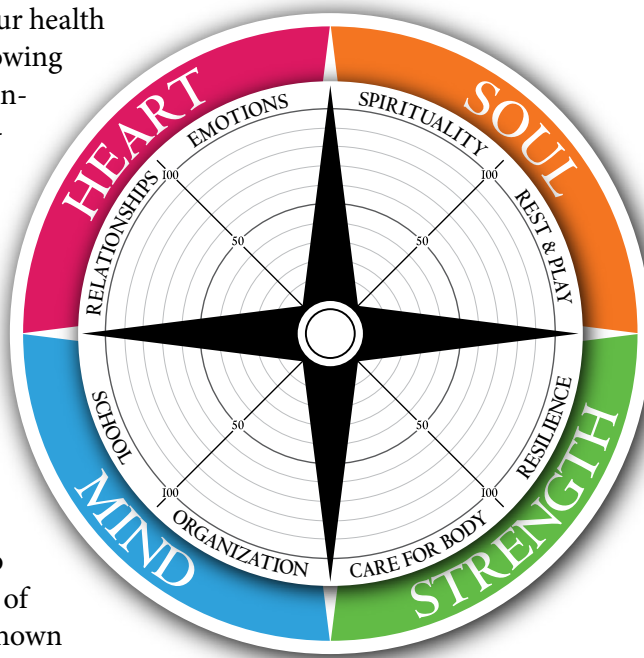 ur health
owing
n-
HEART
SOUL
EMOTIONS
SPIRITUALITY
RELATIONSHIPS
REST & PLAY
100
100
50
50
SCHOOL
RESILIENCE
50
50
100
100
ORGANIZATION
CARE FOR BODY
MIND
STRENGTH
of
hown